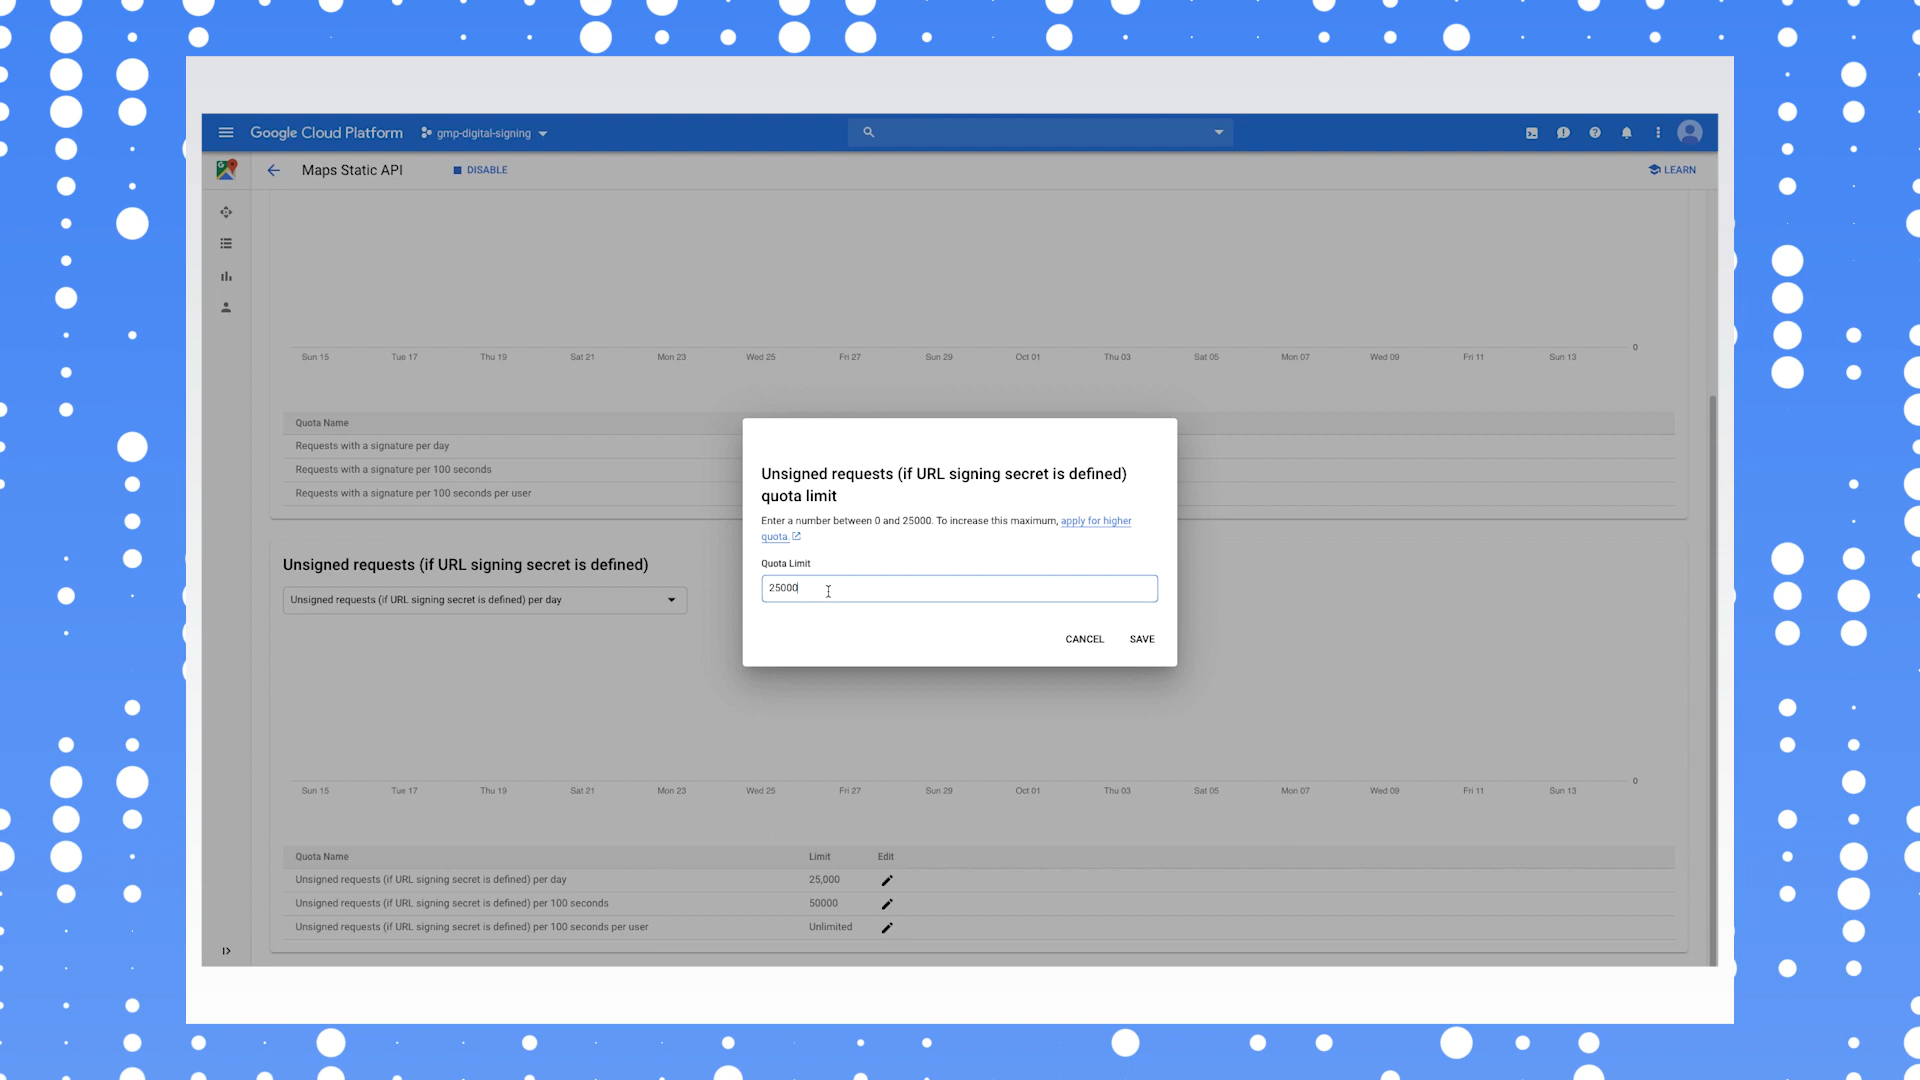 Google Cloud Platform gmp-digital-signing
Maps Static API DISABLE LEARN
Sun 15 Tue 17 Thu 19 Sat 21 Mon 23 Wed 25 Fri 27 Sun 29 Oct 01 Thu 03 Sat 05 Mon 07 Wed 09 Fri 11 Sun 13 0
Quota Name
Requests with a signature per day
Requests with a signature per 100 seconds
Requests with a signature per 100 seconds per user
Unsigned requests (if URL signing secret is defined)
quota limit
Enter a number between 0 and 25000. To increase this maximum, apply for higher
quota.
Quota Limit
25000
CANCEL SAVE
Unsigned requests (if URL signing secret is defined)
Unsigned requests (if URL signing secret is defined) per day
0
Sun 15 Tue 17 Thu 19 Sat 21 Mon 23 Wed 25 Fri 27 Sun 29 Oct 01 Thu 03 Sat 05 Mon 07 Wed 09 Fri 11 Sun 13
Quota Name Limit Edit
Unsigned requests (if URL signing secret is defined) per day 25,000
Unsigned requests (if URL signing secret is defined) per 100 seconds 50000
Unsigned requests (if URL signing secret is defined) per 100 seconds per user Unlimited